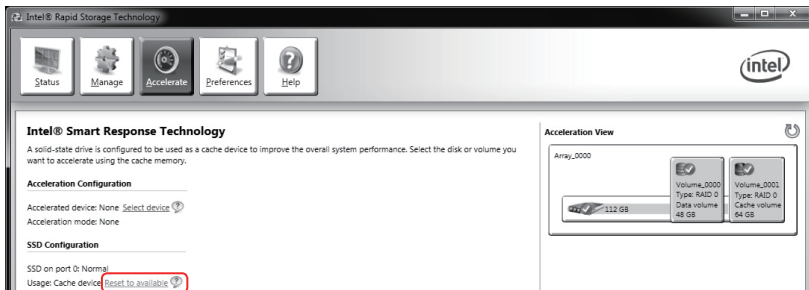 Intel® Rapid Storage Technology
Status
Manage
Accelerate
Preferences
Help
intel
Intel® Smart Response Technology
A solid-state drive is configured to be used as a cache device to improve the overall system performance. Select the disk or volume you
want to accelerate using the cache memory.
Acceleration Configuration
Accelerated device: None Select device
Acceleration mode: None
SSD Configuration
SSD on port 0: Normal
Usage: Cache device Reset to available
Acceleration View
Array_0000
112 GB
Volume_0000
Type: RAID 0
Data volume
48 GB
Volume_0001
Type: RAID 0
Cache volume
64 GB